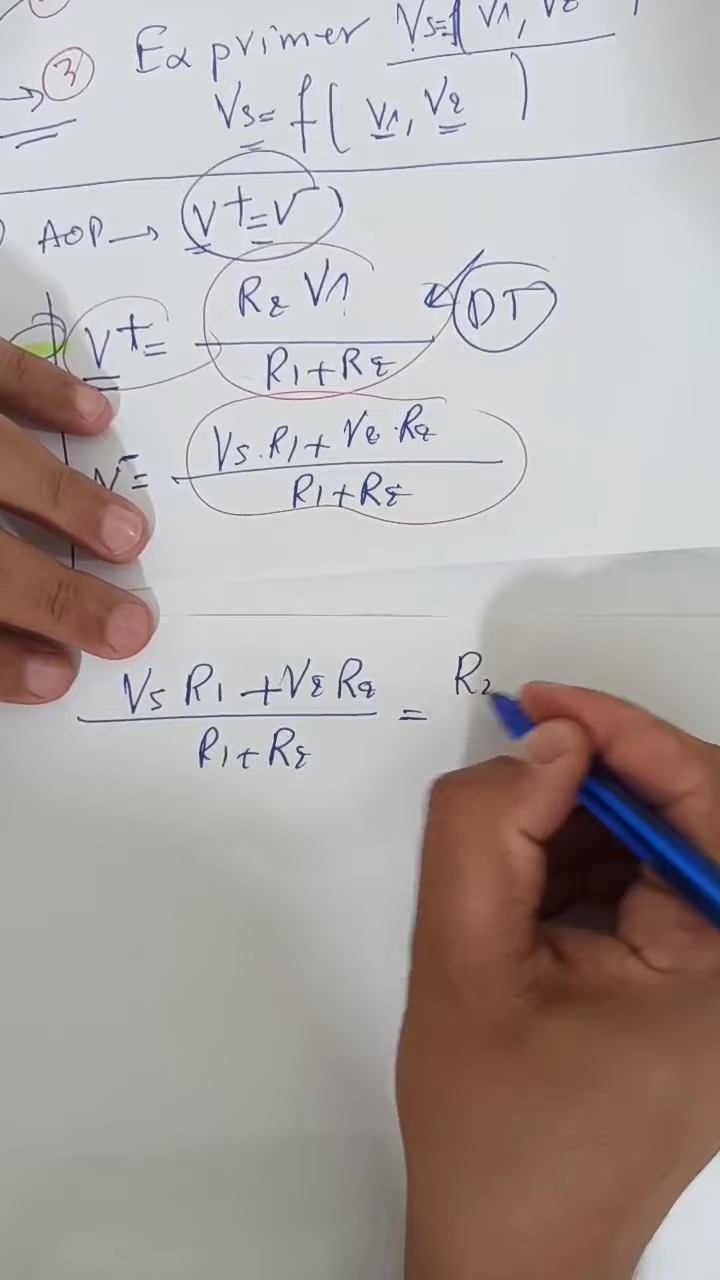 3 Exprimer Vs=f(V1, V2)
Vs=f(V1, V2)
AOP→ V+=V-
V+= R2 V1 / R1+R2 DT
V-= Vs.R1+V2.R2 / R1+R2
Vs R1+V2 R2 / R1+R2 = R2